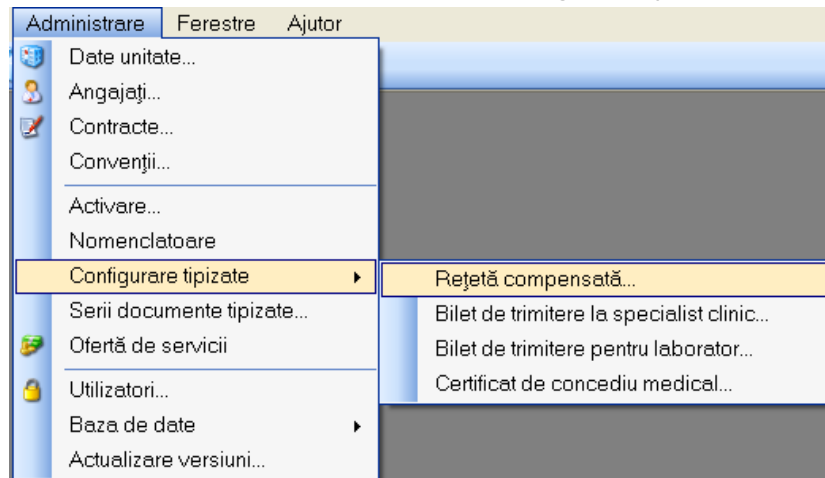 Administrare Ferestre Ajutor
Date unitate...
Angajaţi...
Contracte...
Convenţii...
Activare...
Nomenclatoare
Configurare tipizate
Reţetă compensată...
Serii documente tipizate...
Bilet de trimitere la specialist clinic...
Ofertă de servicii
Bilet de trimitere pentru laborator...
Utilizatori...
Certificat de concediu medical...
Baza de date
Actualizare versiuni...